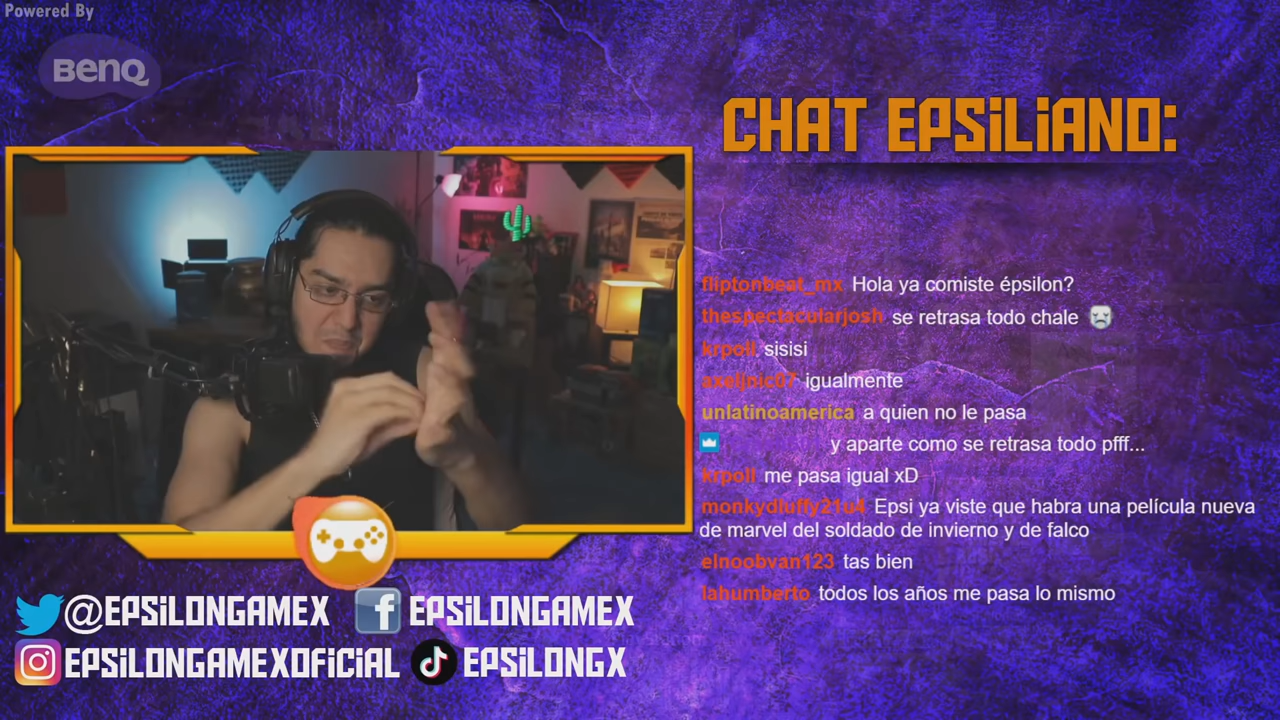 Powered By
BenQ
CHAT EPSILIANO:
fliptonbeat_mx Hola ya comiste épsilon?
thespectacularjosh se retrasa todo chale
krpoll sisisi
axeljnic07 igualmente
unlatinoamerica a quien no le pasa
y aparte como se retrasa todo pfff...
krpoll me pasa igual xD
monkydluffy21u4 Epsi ya viste que habra una película nueva
de marvel del soldado de invierno y de falco
elnoobvan123 tas bien
lahumberto todos los años me pasa lo mismo
@EPSILONGAMEX EPSILONGAMEX
EPSILONGAMEXOFICIAL EPSILONGX